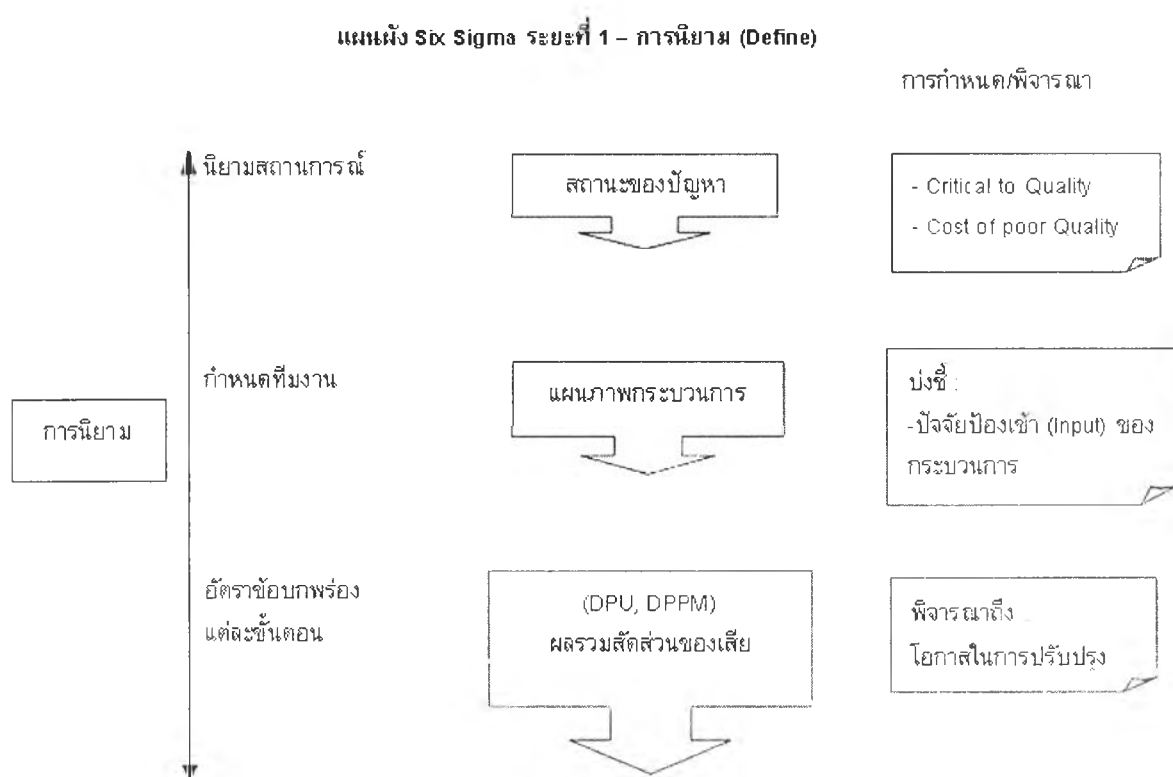 แผนผัง Six Sigma ระยะที่ 1 – การนิยาม (Define)
การกำหนด/พิจารณา
นิยามสถานการณ์
สถานะของปัญหา
- Critical to Quality
- Cost of poor Quality
กำหนดทีมงาน
แผนภาพกระบวนการ
บ่งชี้ :
-ปัจจัยป้องเข้า (Input) ของ
กระบวนการ
การนิยาม
อัตราข้อบกพร่อง
แต่ละขั้นตอน
(DPU, DPPM)
ผลรวมสัดส่วนของเสีย
พิจารณาถึง
โอกาสในการปรับปรุง